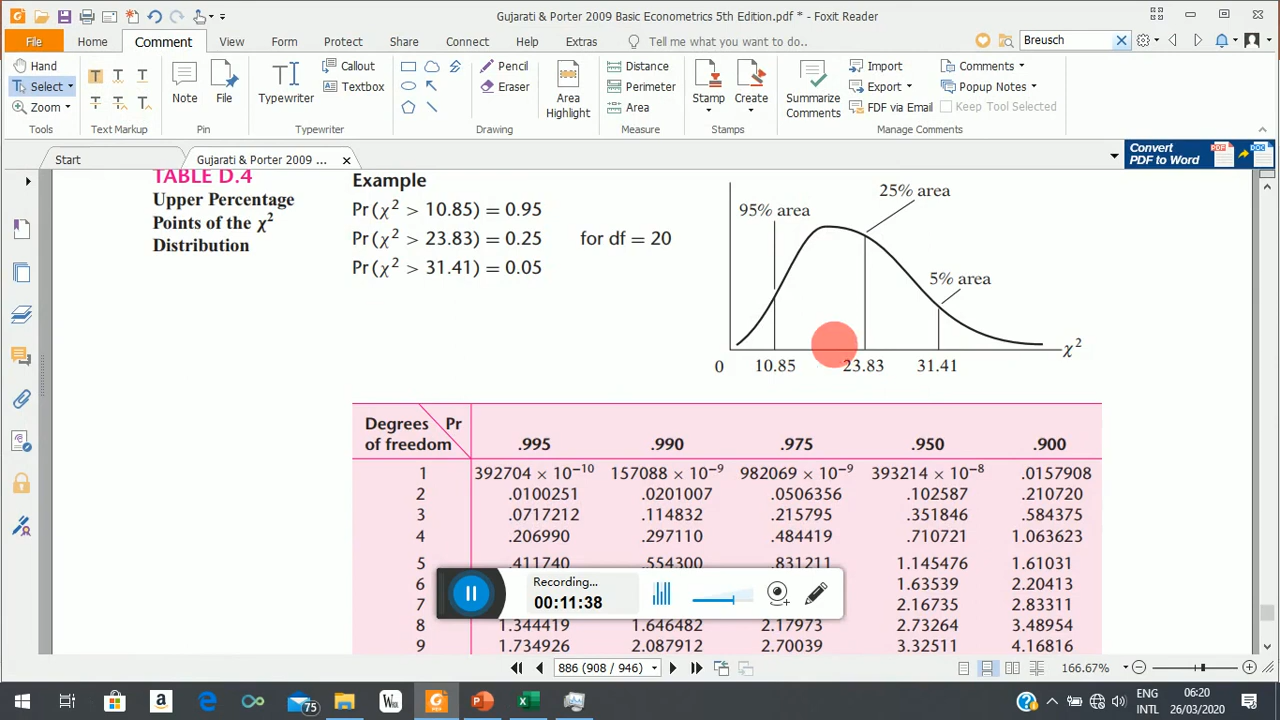 Gujarati & Porter 2009 Basic Econometrics 5th Edition.pdf * - Foxit Reader
Breusch
File Home Comment View Form Protect Share Connect Help Extras Tell me what you want to do..
Hand
Select
Zoom
Tools
Text Markup
Note
File
Pin
Typewriter
Callout
Textbox
Typewriter
Pencil
Eraser
Drawing
Area Highlight
Distance
Perimeter
Area
Measure
Stamp
Create
Stamps
Summarize Comments
Import
Export
FDF via Email
Comments
Popup Notes
Keep Tool Selected
Manage Comments
Start
Gujarati & Porter 2009 ...
Convert
PDF to Word
TABLE D.4
Upper Percentage
Points of the χ²
Distribution
Example
Pr (χ² > 10.85) = 0.95
Pr (χ² > 23.83) = 0.25 for df = 20
Pr (χ² > 31.41) = 0.05
25% area
95% area
5% area
0 10.85 23.83 31.41 χ²
Degrees of freedom Pr .995 .990 .975 .950 .900
1 392704 × 10⁻¹⁰ 157088 × 10⁻⁹ 982069 × 10⁻⁹ 393214 × 10⁻⁸ .0157908
2 .0100251 .0201007 .0506356 .102587 .210720
3 .0717212 .114832 .215795 .351846 .584375
4 .206990 .297110 .484419 .710721 1.063623
5 .411740 .554300 .831211 1.145476 1.61031
6 1.63539 2.20413
7 2.16735 2.83311
8 1.344419 1.646482 2.17973 2.73264 3.48954
9 1.734926 2.087912 2.70039 3.32511 4.16816
Recording...
00:11:38
886 (908 / 946)
166.67%
75
ENG
INTL
06:20
26/03/2020